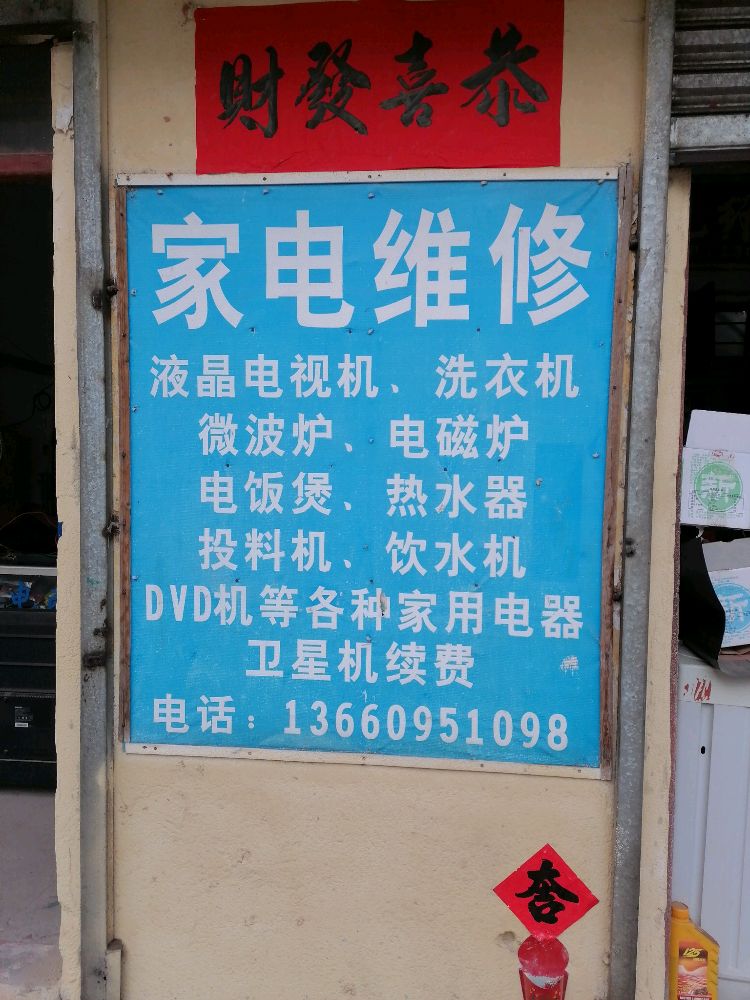 恭喜發財
家电维修
液晶电视机、洗衣机
微波炉、电磁炉
电饭煲、热水器
投料机、饮水机
DVD机等各种家用电器
卫星机续费
电话：13660951098